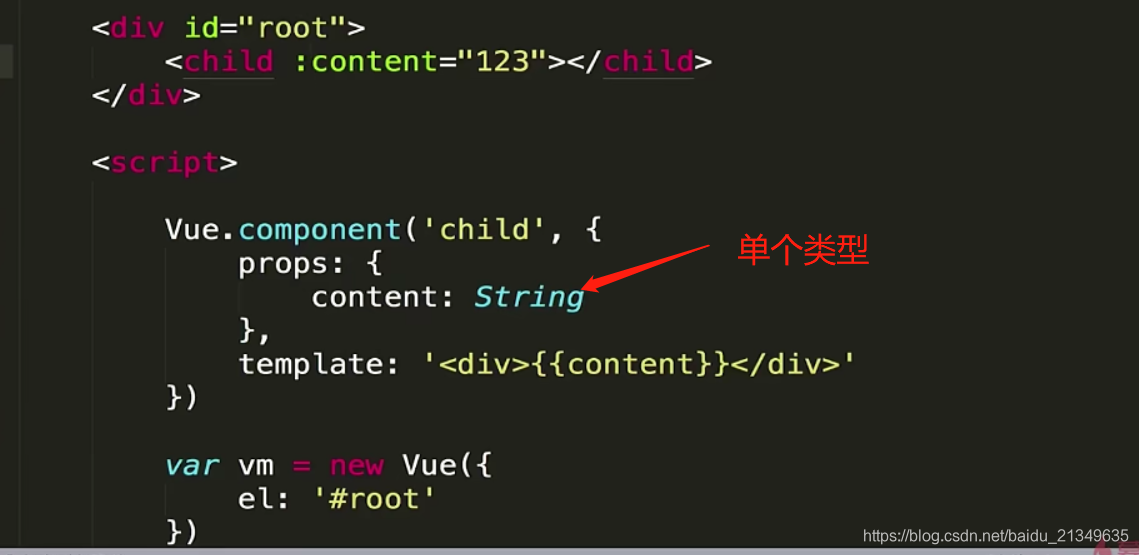 <div id="root">
<child :content="123"></child>
</div>
<script>
Vue.component('child', {
props: {
content: String
单个类型
},
template: '<div>{{content}}</div>'
})
var vm = new Vue({
el: '#root'
})
https://blog.csdn.net/baidu_21349635